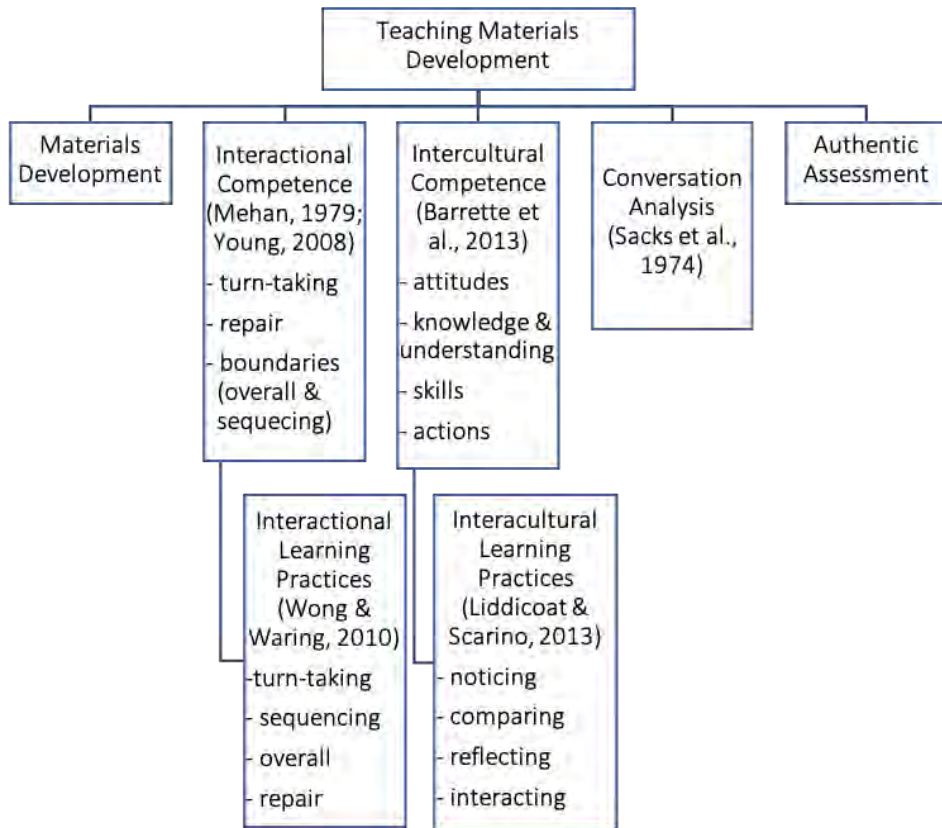 Teaching Materials
Development
Materials
Development
Interactional
Competence
(Mehan, 1979;
Young, 2008)
- turn-taking
- repair
- boundaries
(overall &
sequecing)
Intercultural
Competence
(Barrette et
al., 2013)
- attitudes
- knowledge &
understanding
- skills
- actions
Conversation
Analysis
(Sacks et al.,
1974)
Authentic
Assessment
Interactional
Learning
Practices
(Wong &
Waring, 2010)
-turn-taking
- sequencing
- overall
- repair
Interacultural
Learning
Practices
(Liddicoat &
Scarino, 2013)
- noticing
- comparing
- reflecting
- interacting